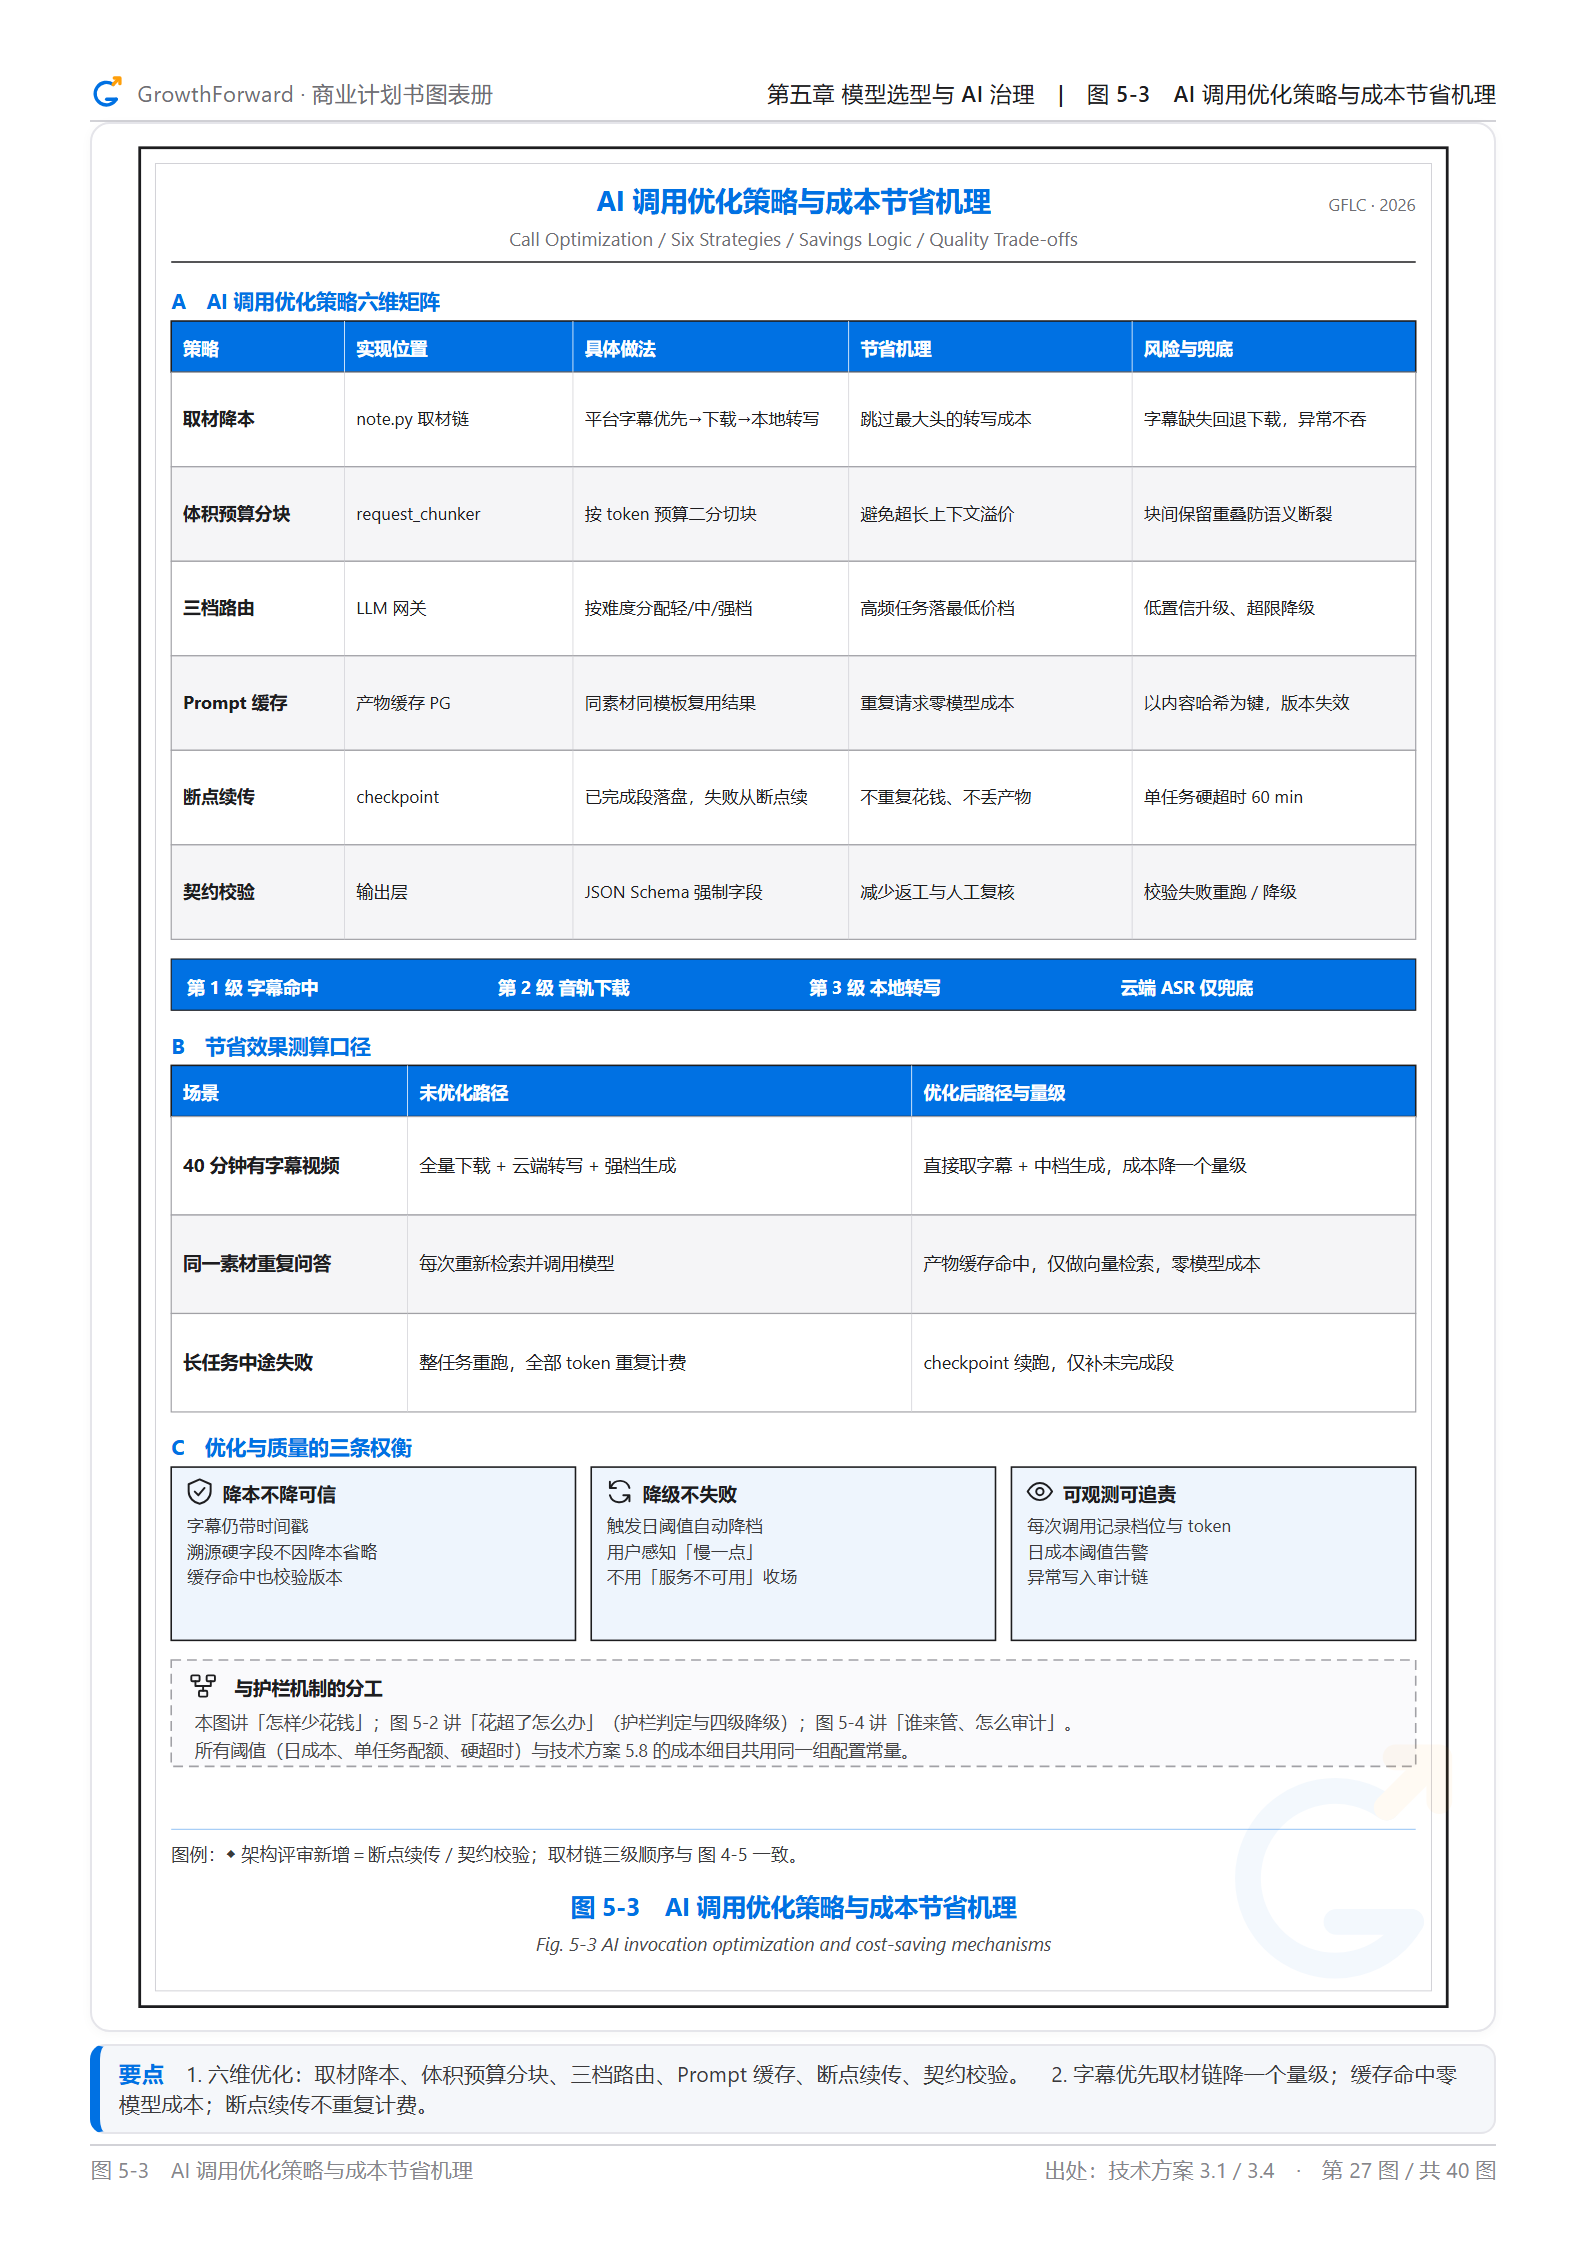 GrowthForward · 商业计划书图表册
第五章 模型选型与 AI 治理 | 图 5-3 AI 调用优化策略与成本节省机理
AI 调用优化策略与成本节省机理
GFLC · 2026
Call Optimization / Six Strategies / Savings Logic / Quality Trade-offs
A AI 调用优化策略六维矩阵
策略 实现位置 具体做法 节省机理 风险与兜底
取材降本 note.py 取材链 平台字幕优先→下载→本地转写 跳过最大头的转写成本 字幕缺失回退下载，异常不吞
体积预算分块 request_chunker 按 token 预算二分切块 避免超长上下文溢价 块间保留重叠防语义断裂
三档路由 LLM 网关 按难度分配轻/中/强档 高频任务落最低价档 低置信升级、超限降级
Prompt 缓存 产物缓存 PG 同素材同模板复用结果 重复请求零模型成本 以内容哈希为键，版本失效
断点续传 checkpoint 已完成段落盘，失败从断点续 不重复花钱、不丢产物 单任务硬超时 60 min
契约校验 输出层 JSON Schema 强制字段 减少返工与人工复核 校验失败重跑 / 降级
第 1 级 字幕命中 第 2 级 音轨下载 第 3 级 本地转写 云端 ASR 仅兜底
B 节省效果测算口径
场景 未优化路径 优化后路径与量级
40 分钟有字幕视频 全量下载 + 云端转写 + 强档生成 直接取字幕 + 中档生成，成本降一个量级
同一素材重复问答 每次重新检索并调用模型 产物缓存命中，仅做向量检索，零模型成本
长任务中途失败 整任务重跑，全部 token 重复计费 checkpoint 续跑，仅补未完成段
C 优化与质量的三条权衡
降本不降可信
字幕仍带时间戳
溯源硬字段不因降本省略
缓存命中也校验版本
降级不失败
触发日阈值自动降档
用户感知「慢一点」
不用「服务不可用」收场
可观测可追责
每次调用记录档位与 token
日成本阈值告警
异常写入审计链
与护栏机制的分工
本图讲「怎样少花钱」；图 5-2 讲「花超了怎么办」（护栏判定与四级降级）；图 5-4 讲「谁来管、怎么审计」。
所有阈值（日成本、单任务配额、硬超时）与技术方案 5.8 的成本细目共用同一组配置常量。
图例：◆ 架构评审新增 = 断点续传 / 契约校验；取材链三级顺序与 图 4-5 一致。
图 5-3 AI 调用优化策略与成本节省机理
Fig. 5-3 AI invocation optimization and cost-saving mechanisms
要点 1. 六维优化：取材降本、体积预算分块、三档路由、Prompt 缓存、断点续传、契约校验。 2. 字幕优先取材链降一个量级；缓存命中零
模型成本；断点续传不重复计费。
图 5-3 AI 调用优化策略与成本节省机理
出处：技术方案 3.1 / 3.4 · 第 27 图 / 共 40 图